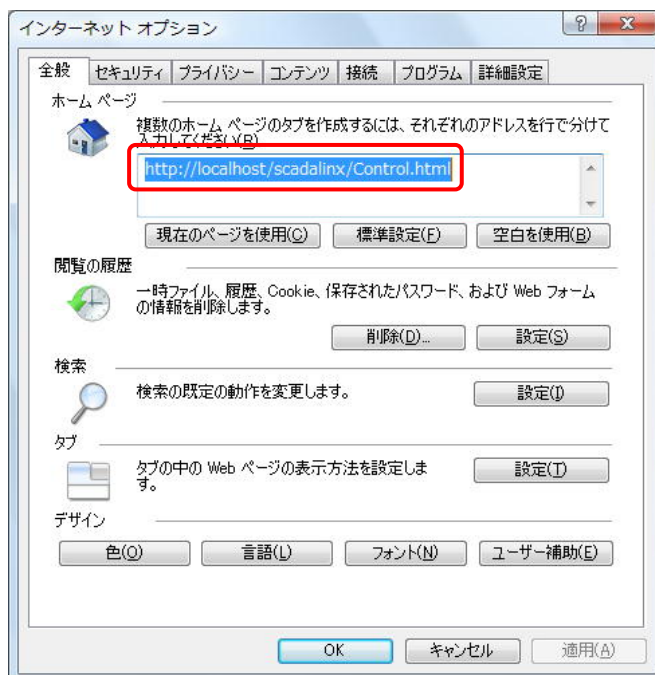 インターネット オプション
全般 セキュリティ プライバシー コンテンツ 接続 プログラム 詳細設定
ホーム ページ
複数のホーム ページのタブを作成するには、それぞれのアドレスを行で分けて
入力してください(R)
http://localhost/scadalinx/Control.html
現在のページを使用(C) 標準設定(F) 空白を使用(B)
閲覧の履歴
一時ファイル、履歴、Cookie、保存されたパスワード、および Web フォーム
の情報を削除します。
削除(D)... 設定(S)
検索
検索の既定の動作を変更します。
設定(I)
タブ
タブの中の Web ページの表示方法を設定しま
す。
設定(T)
デザイン
色(O) 言語(L) フォント(N) ユーザー補助(E)
OK キャンセル 適用(A)